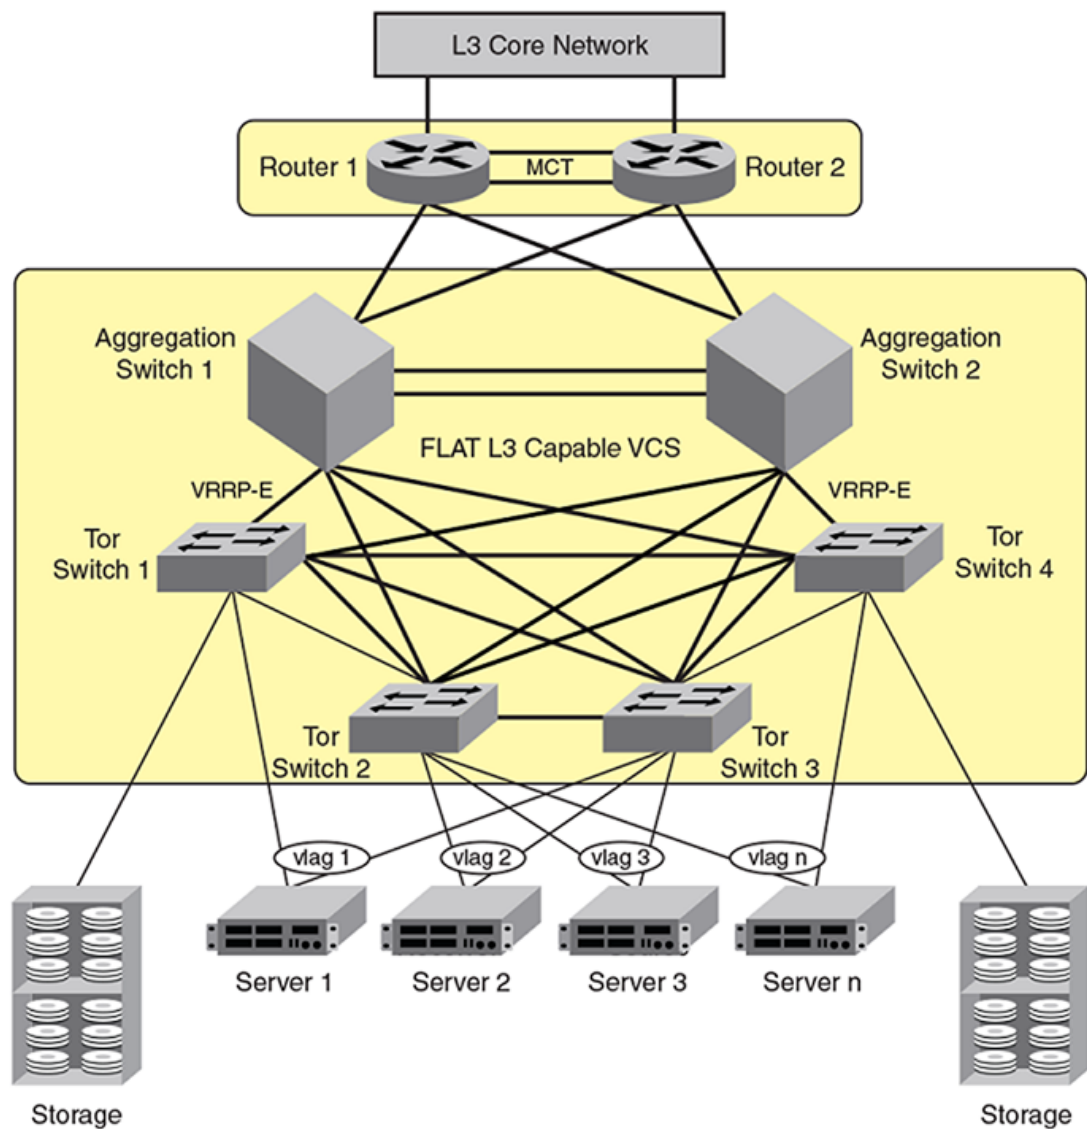 L3 Core Network
Router 1
MCT
Router 2
Aggregation
Switch 1
Aggregation
Switch 2
FLAT L3 Capable VCS
VRRP-E
VRRP-E
Tor
Switch 1
Tor
Switch 4
Tor
Switch 2
Tor
Switch 3
vlag 1
vlag 2
vlag 3
vlag n
Server 1
Server 2
Server 3
Server n
Storage
Storage